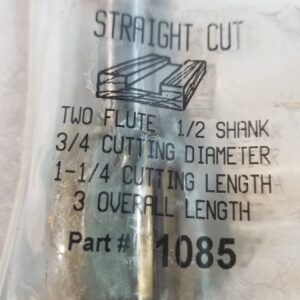 STRAIGHT CUT
TWO FLUTE 1/2 SHANK
3/4 CUTTING DIAMETER
1-1/4 CUTTING LENGTH
3 OVERALL LENGTH
Part # 1085